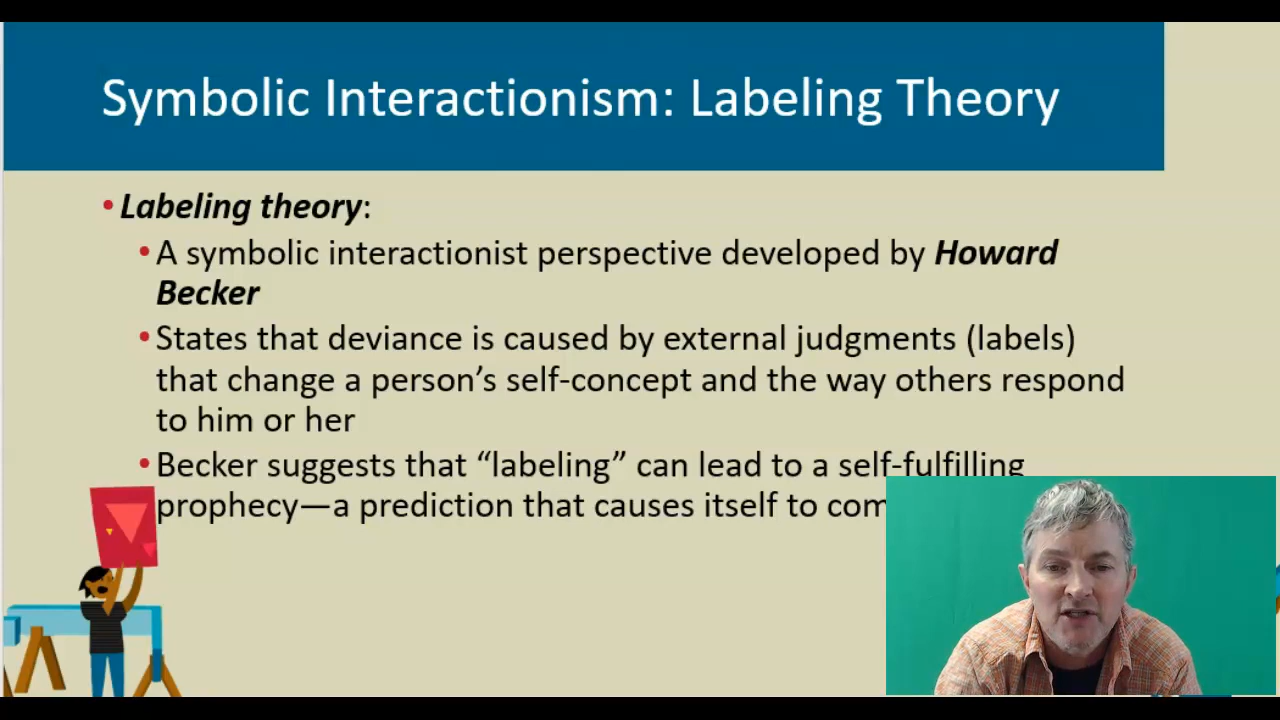 Symbolic Interactionism: Labeling Theory
• Labeling theory:
• A symbolic interactionist perspective developed by Howard
Becker
• States that deviance is caused by external judgments (labels)
that change a person’s self-concept and the way others respond
to him or her
• Becker suggests that “labeling” can lead to a self-fulfilling
prophecy—a prediction that causes itself to